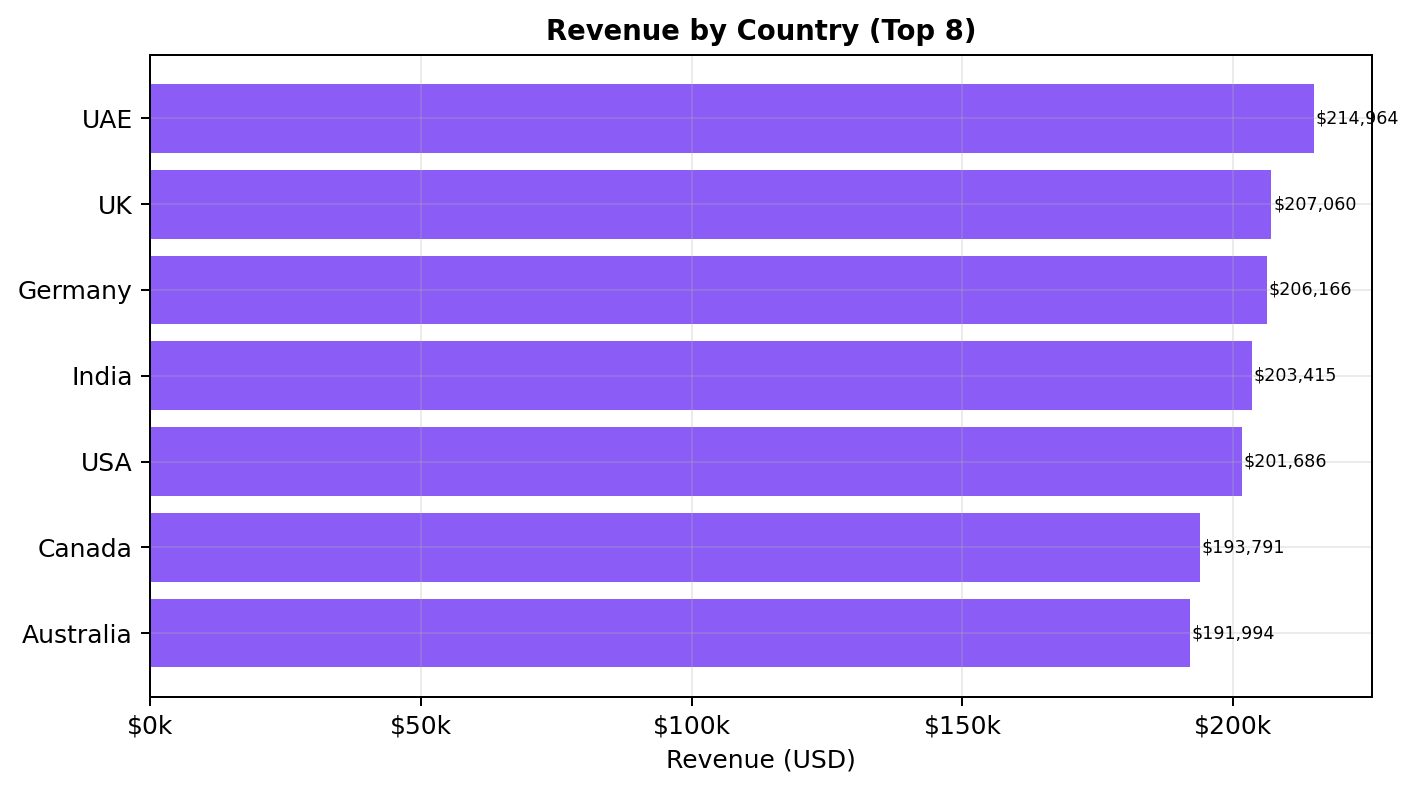 Revenue by Country (Top 8)
UAE $214,964
UK $207,060
Germany $206,166
India $203,415
USA $201,686
Canada $193,791
Australia $191,994
$0k $50k $100k $150k $200k
Revenue (USD)